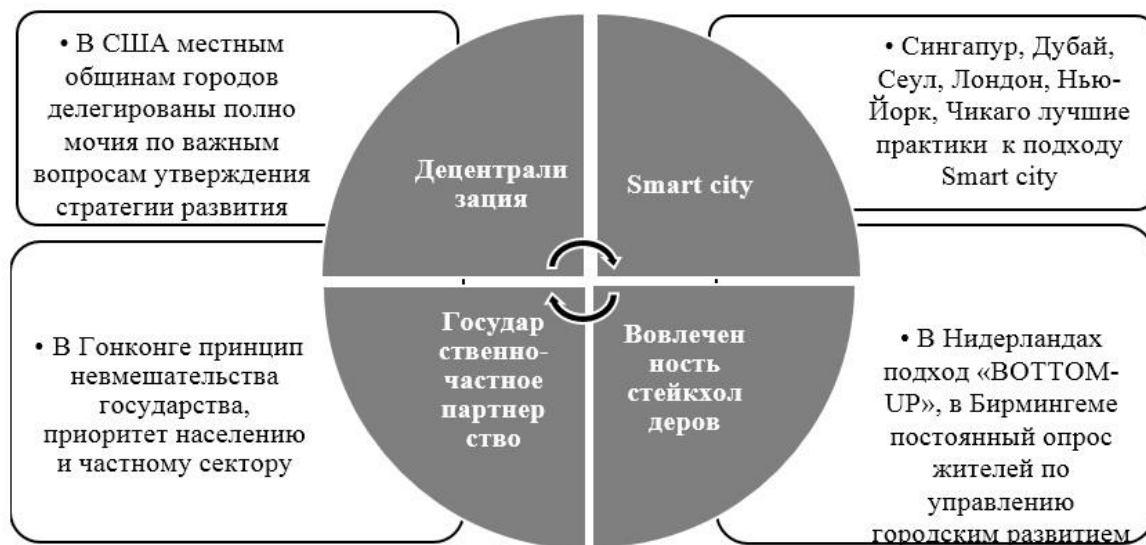 • В США местным
общинам городов
делегированы полно
мочия по важным
вопросам утверждения
стратегии развития
Децентрали
зация
Smart city
• Сингапур, Дубай,
Сеул, Лондон, Нью-
Йорк, Чикаго лучшие
практики к подходу
Smart city
• В Гонконге принцип
невмешательства
государства,
приоритет населению
и частному сектору
Государ
ственно-
частное
партнер
ство
Вовлечен
ность
стейкхол
деров
• В Нидерландах
подход «BOTTOM-
UP», в Бирмингеме
постоянный опрос
жителей по
управлению
городским развитием